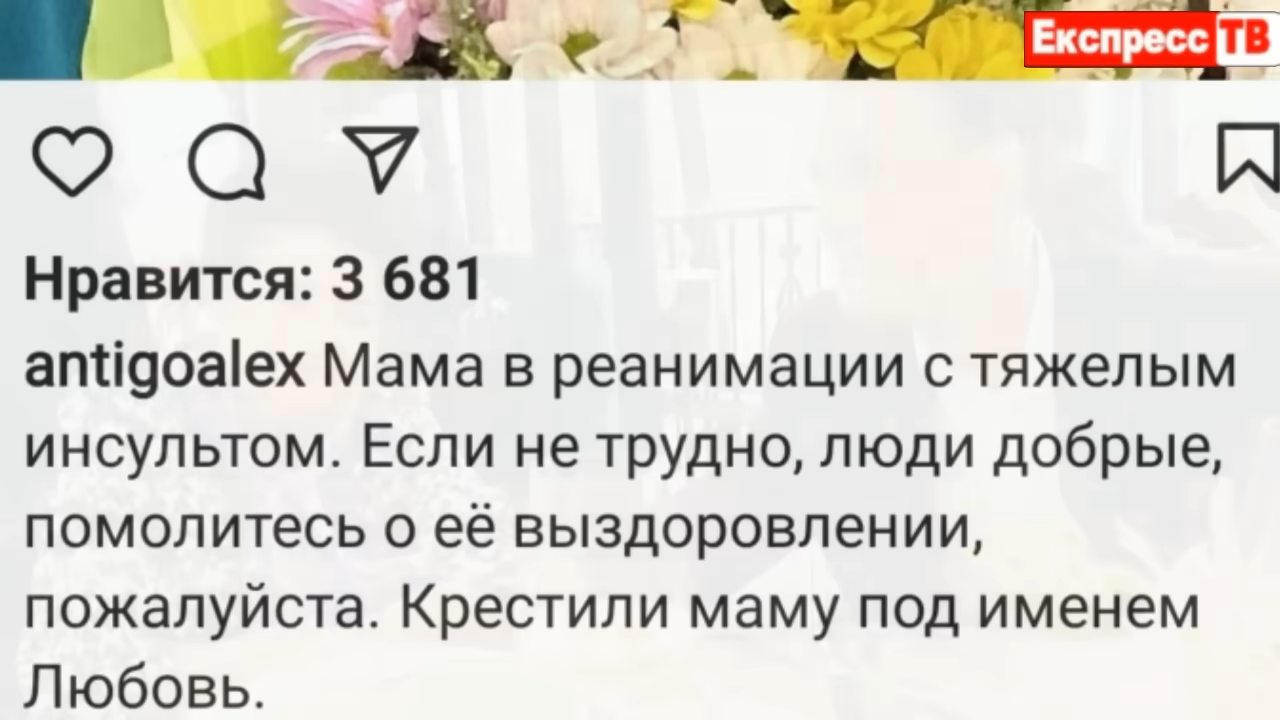 Експресс ТВ
Нравится: 3 681
antigoalex Мама в реанимации с тяжелым
инсультом. Если не трудно, люди добрые,
помолитесь о её выздоровлении,
пожалуйста. Крестили маму под именем
Любовь.